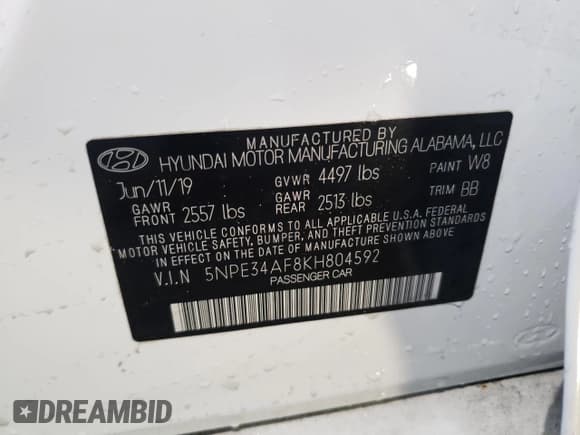 MANUFACTURED BY
HYUNDAI MOTOR MANUFACTURING ALABAMA, LLC
Jun/11/19 GVWR 4497 lbs PAINT W8
GAWR FRONT 2557 lbs GAWR REAR 2513 lbs TRIM BB
THIS VEHICLE CONFORMS TO ALL APPLICABLE U.S.A. FEDERAL
MOTOR VEHICLE SAFETY, BUMPER, AND THEFT PREVENTION
STANDARDS IN EFFECT ON THE DATE OF MANUFACTURE SHOWN ABOVE.
V.I.N 5NPE34AF8KH804592
PASSENGER CAR
DREAMBID